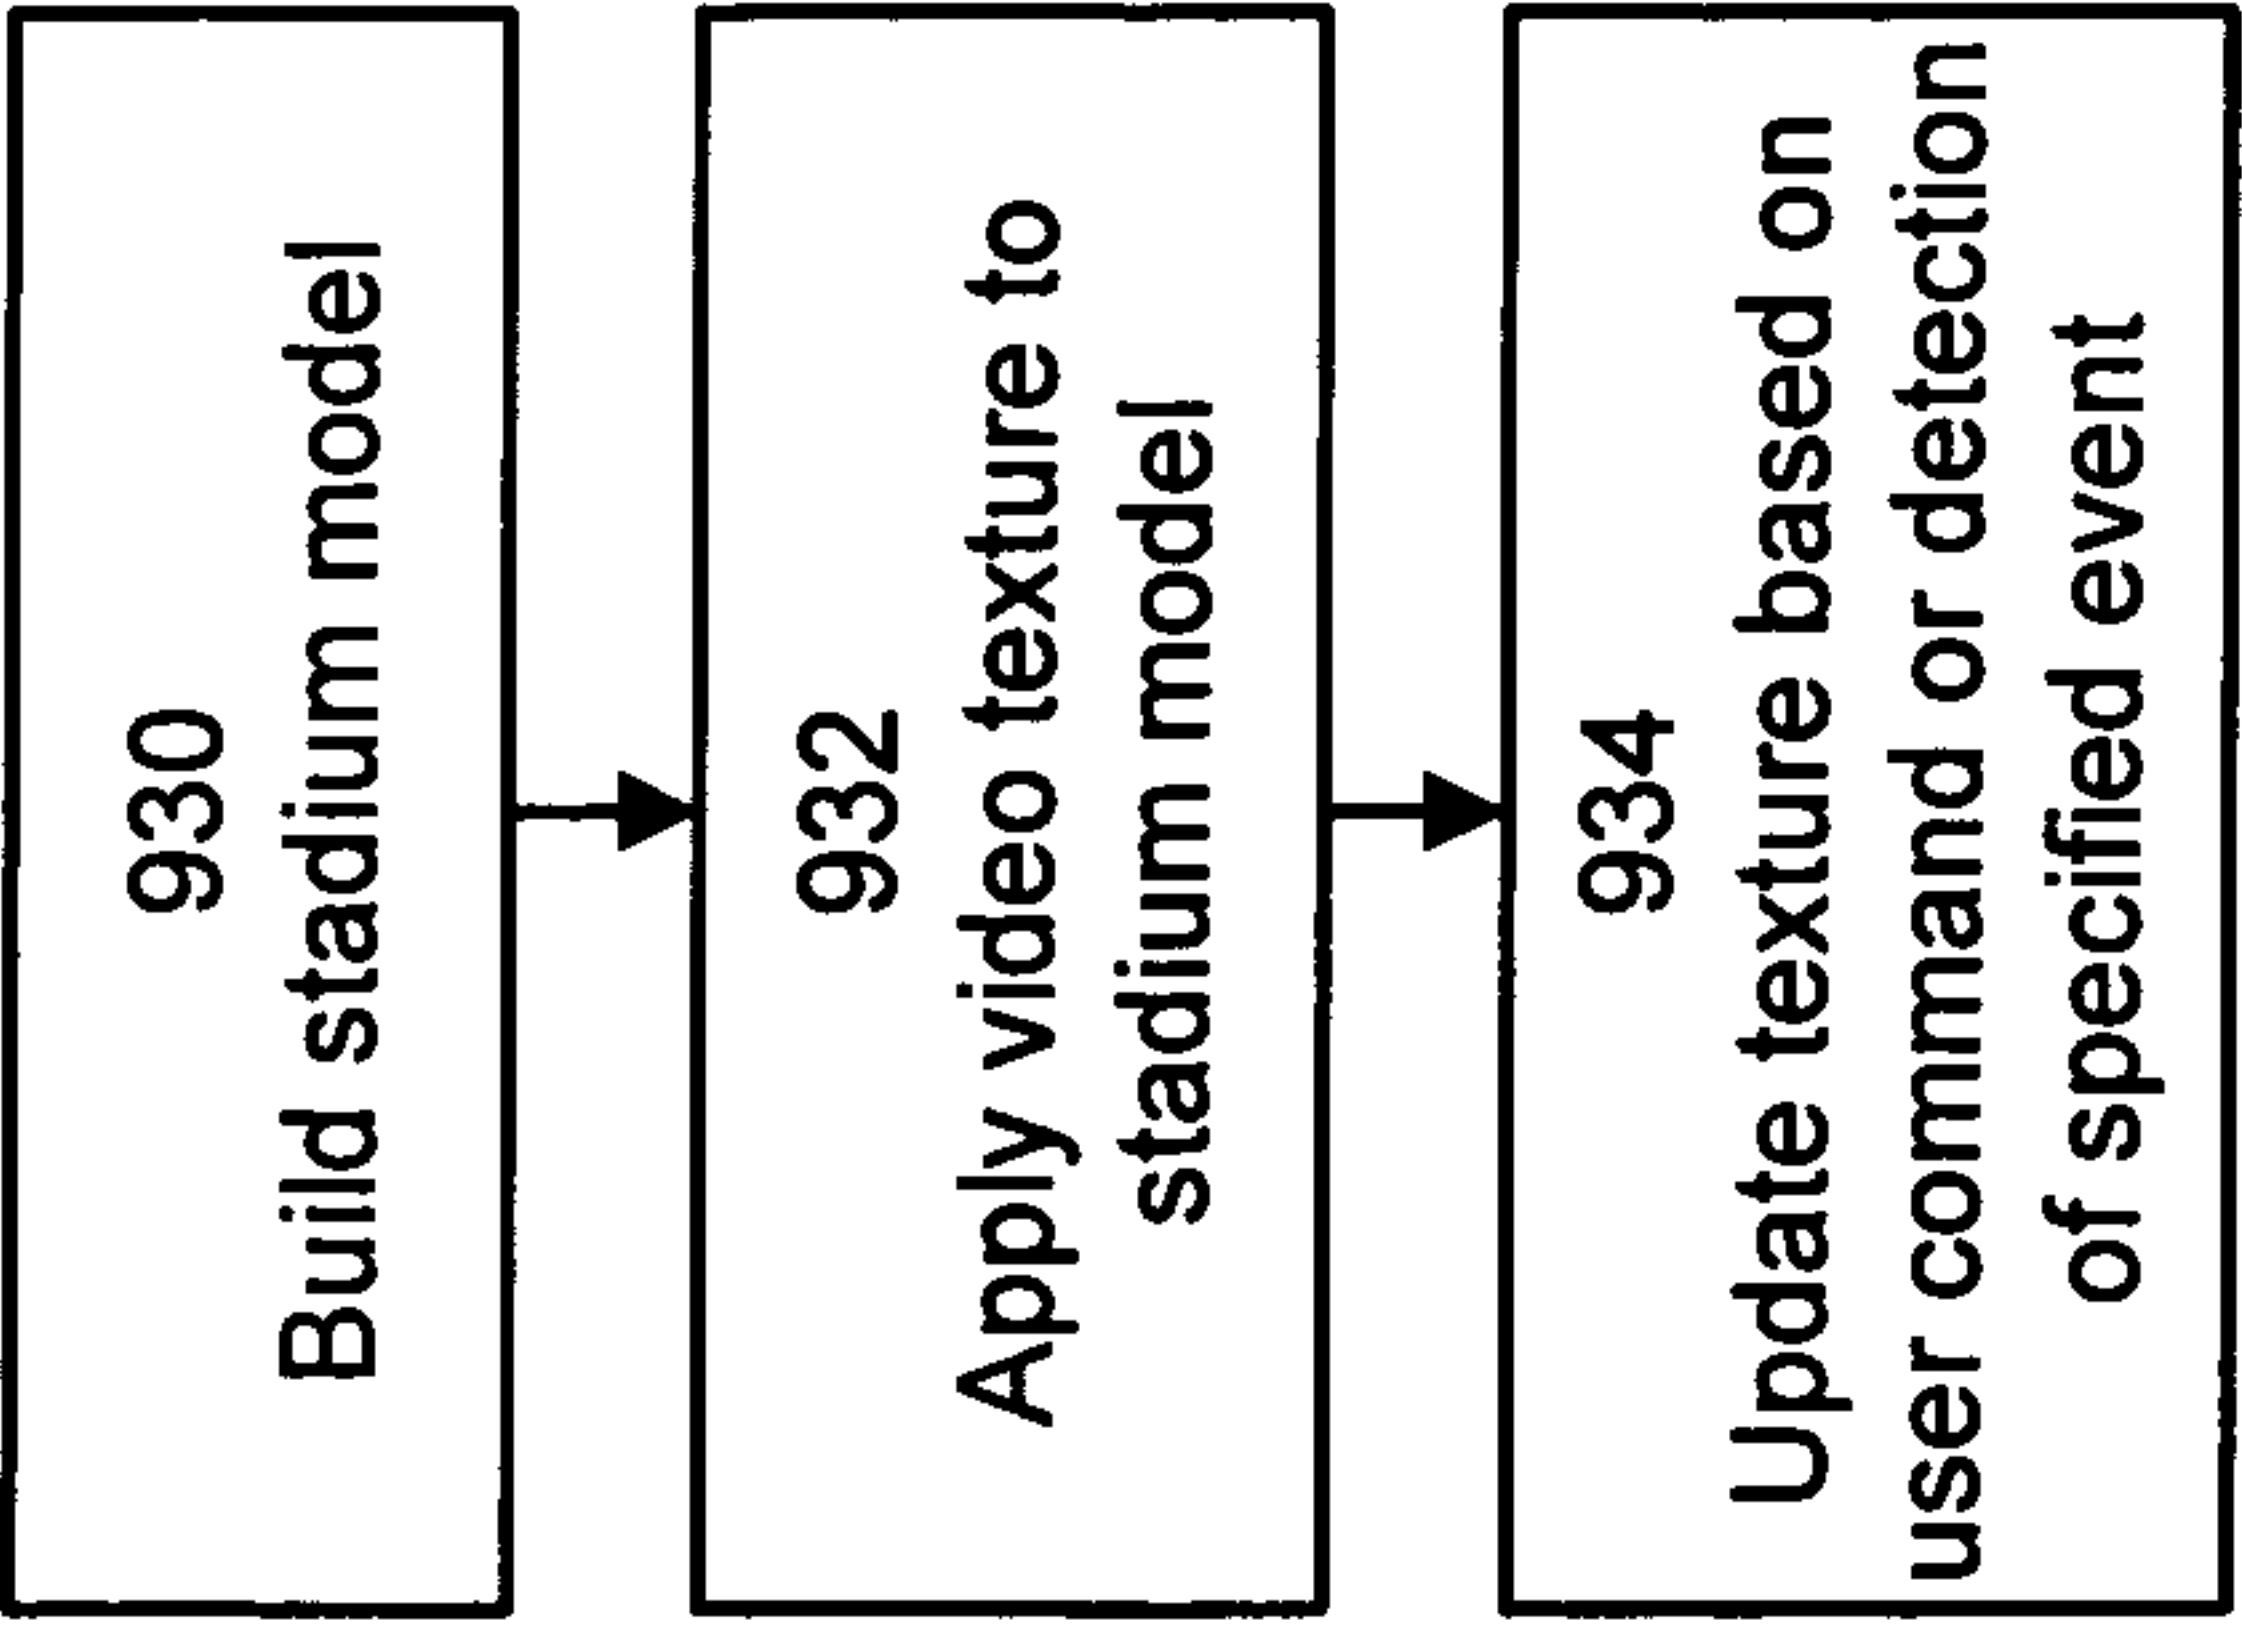 930
Build stadium model
932
Apply video texture to
stadium model
934
Update texture based on
user command or detection
of specified event